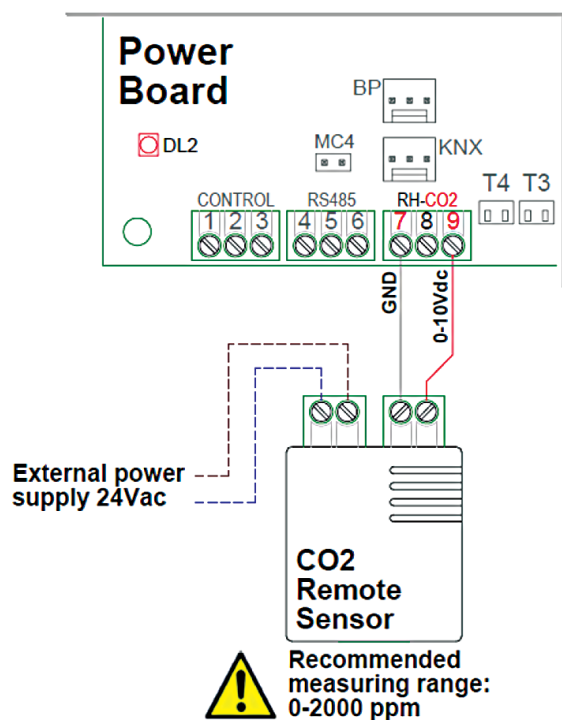 Power
Board
BP
DL2
MC4
KNX
T4 T3
CONTROL RS485 RH-CO2
1 2 3 4 5 6 7 8 9
GND
0-10Vdc
External power
supply 24Vac
CO2
Remote
Sensor
Recommended
measuring range:
0-2000 ppm